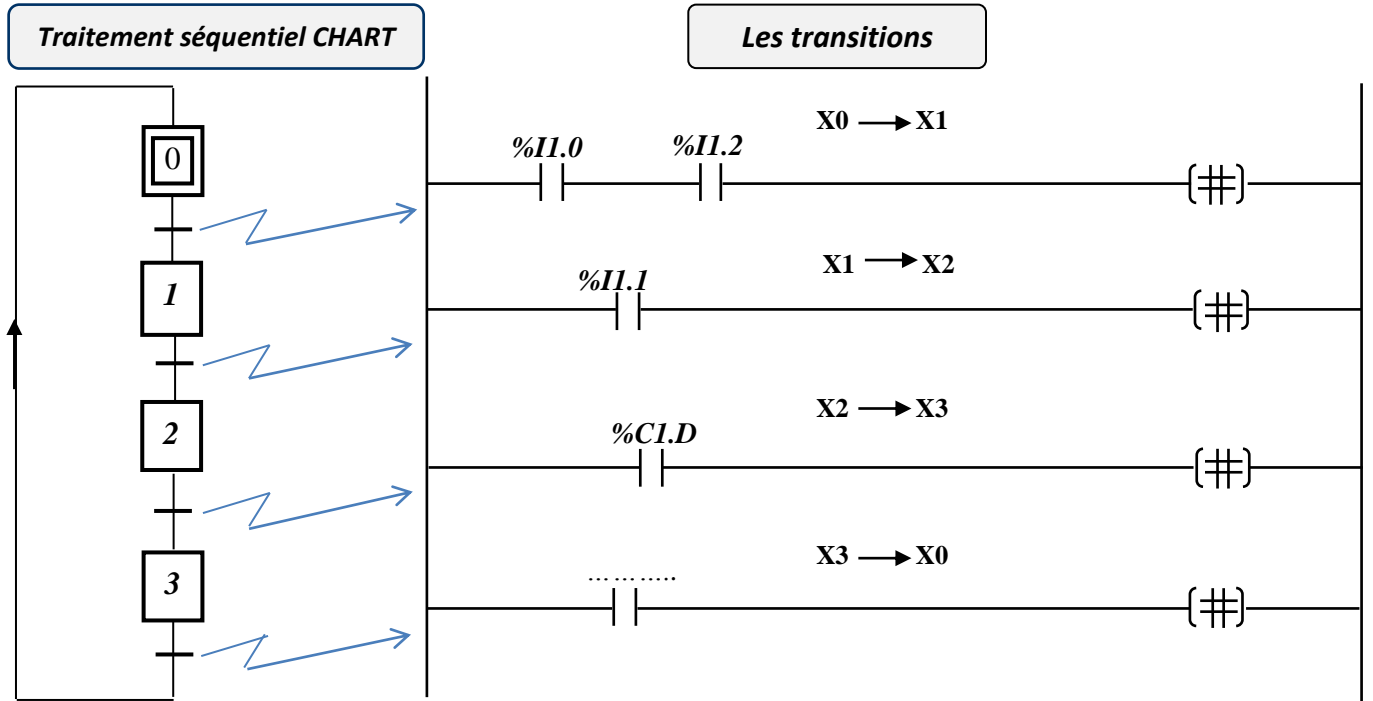 Traitement séquentiel CHART
Les transitions
X0 X1
0
%I1.0 %I1.2
X1 X2
1
%I1.1
X2 X3
2
%C1.D
X3 X0
3
………..